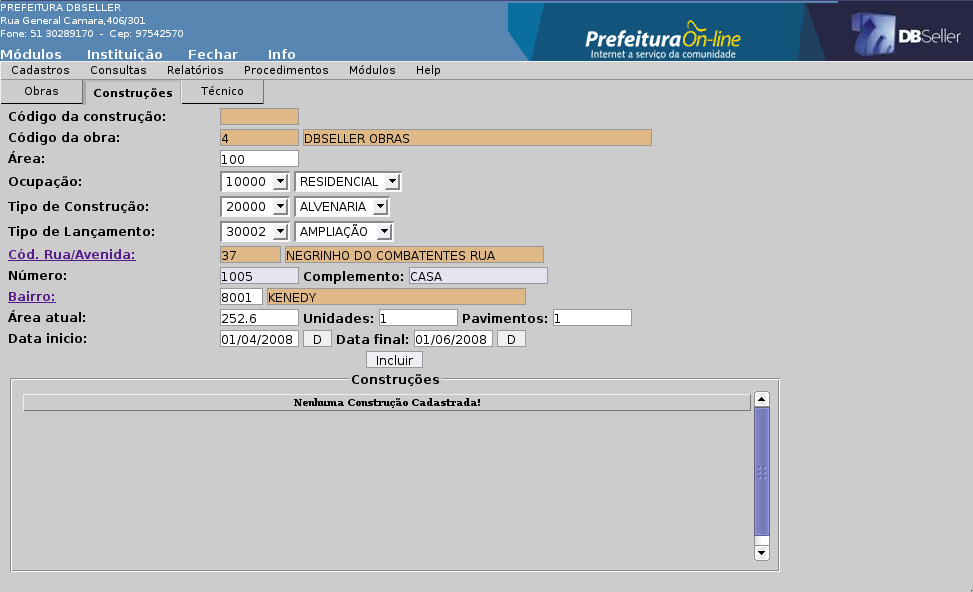 PREFEITURA DBSELLER
Rua General Camara,406/301
Fone: 51 30289170 - Cep: 97542570
Prefeitura On-line
Internet a serviço da comunidade
DBSeller
Módulos Instituição Fechar Info
Cadastros Consultas Relatórios Procedimentos Módulos Help
Obras Construções Técnico
Código da construção:
Código da obra: 4 DBSELLER OBRAS
Área: 100
Ocupação: 10000 RESIDENCIAL
Tipo de Construção: 20000 ALVENARIA
Tipo de Lançamento: 30002 AMPLIAÇÃO
Cód. Rua/Avenida: 37 NEGRINHO DO COMBATENTES RUA
Número: 1005 Complemento: CASA
Bairro: 8001 KENEDY
Área atual: 252.6 Unidades: 1 Pavimentos: 1
Data inicio: 01/04/2008 D Data final: 01/06/2008 D
Incluir
Construções
Nenhuma Construção Cadastrada!